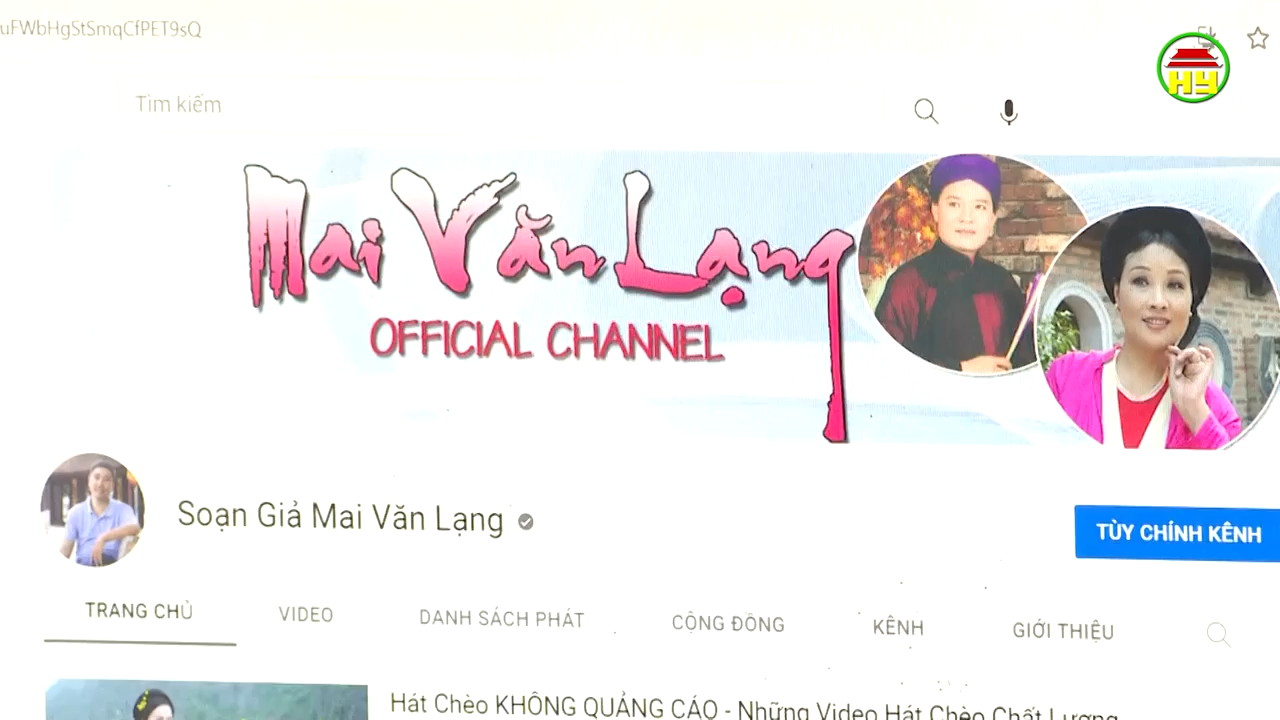 uFWbHgStSmqCfPET9sQ
HY
Tìm kiếm
Mai Văn Lạng
OFFICIAL CHANNEL
Soạn Giả Mai Văn Lạng
TÙY CHỈNH KÊNH
TRANG CHỦ VIDEO DANH SÁCH PHÁT CỘNG ĐỒNG KÊNH GIỚI THIỆU
Hát Chèo KHÔNG QUẢNG CÁO - Những Video Hát Chèo Chất Lượng